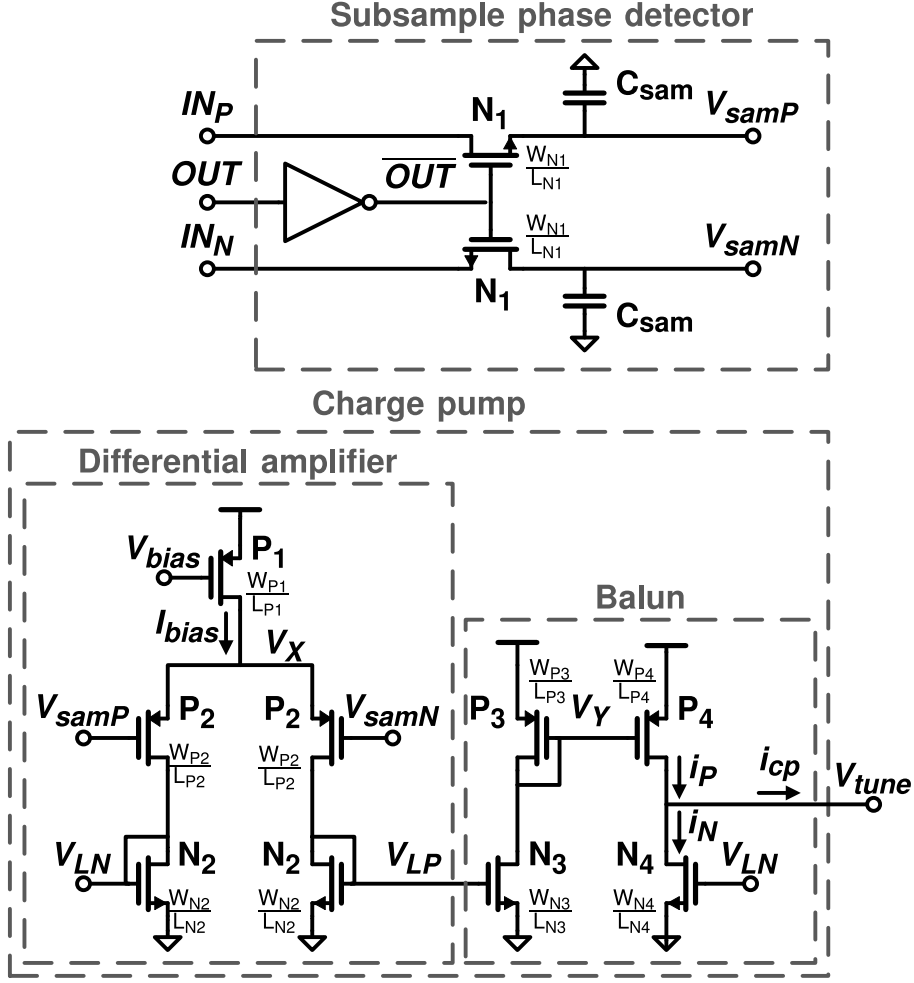 Subsample phase detector
C_sam
IN_P N_1 V_samP
W_N1
L_N1
OUT \overline{OUT}
W_N1
L_N1
IN_N V_samN
N_1
C_sam
Charge pump
Differential amplifier
V_bias P_1
W_P1
L_P1
Balun
I_bias V_X
W_P3 W_P4
L_P3 L_P4
V_samP P_2 P_2 V_samN P_3 V_Y P_4
W_P2 W_P2
L_P2 L_P2
i_P i_cp V_tune
i_N
V_LN N_2 N_2 V_LP N_3 N_4 V_LN
W_N2 W_N2 W_N3 W_N4
L_N2 L_N2 L_N3 L_N4